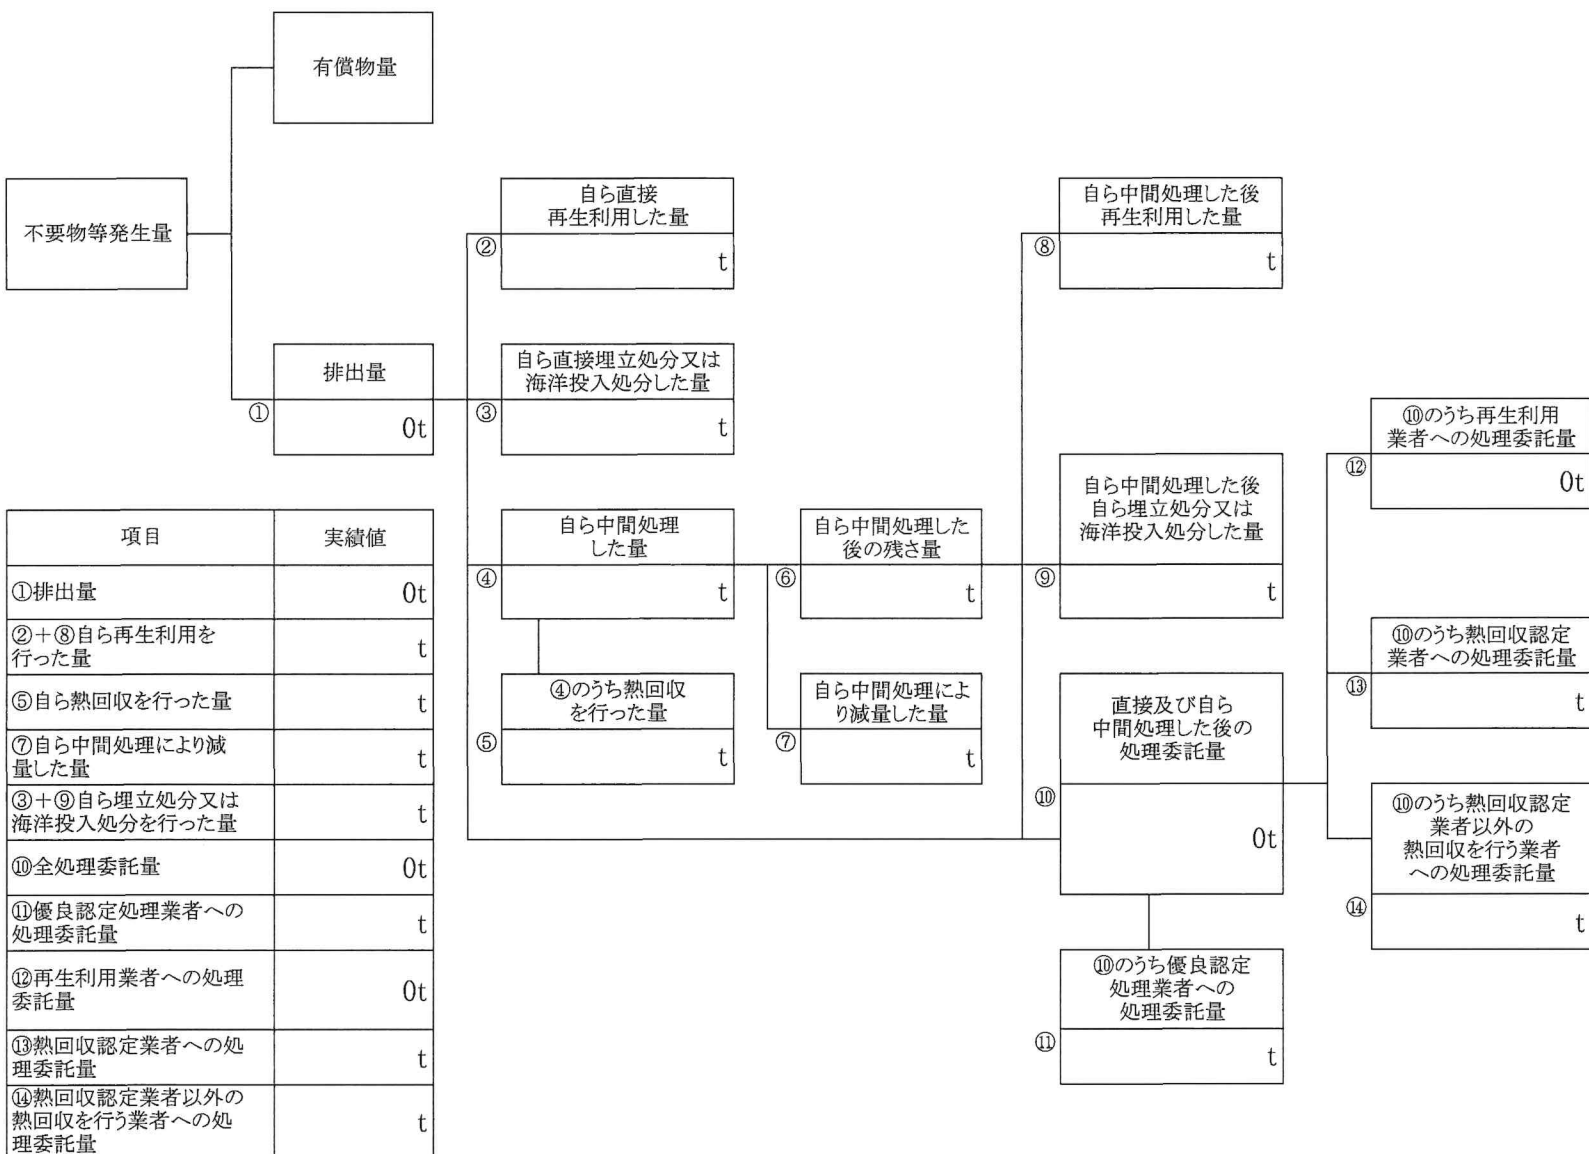 有償物量
不要物等発生量
排出量
①
0t
自ら直接
再生利用した量
②
t
自ら直接埋立処分又は
海洋投入処分した量
③
t
自ら中間処理
した量
④
t
④のうち熱回収
を行った量
⑤
t
自ら中間処理した
後の残さ量
⑥
t
自ら中間処理によ
り減量した量
⑦
t
自ら中間処理した後
再生利用した量
⑧
t
自ら中間処理した後
自ら埋立処分又は
海洋投入処分した量
⑨
t
直接及び自ら
中間処理した後の
処理委託量
⑩
0t
⑩のうち優良認定
処理業者への
処理委託量
⑪
t
⑩のうち再生利用
業者への処理委託量
⑫
0t
⑩のうち熱回収認定
業者への処理委託量
⑬
t
⑩のうち熱回収認定
業者以外の
熱回収を行う業者
への処理委託量
⑭
t
項目 実績値
①排出量 0t
②+⑧自ら再生利用を
行った量 t
⑤自ら熱回収を行った量 t
⑦自ら中間処理により減
量した量 t
③+⑨自ら埋立処分又は
海洋投入処分を行った量 t
⑩全処理委託量 0t
⑪優良認定処理業者への
処理委託量 t
⑫再生利用業者への処理
委託量 0t
⑬熱回収認定業者への処
理委託量 t
⑭熱回収認定業者以外の
熱回収を行う業者への処
理委託量 t